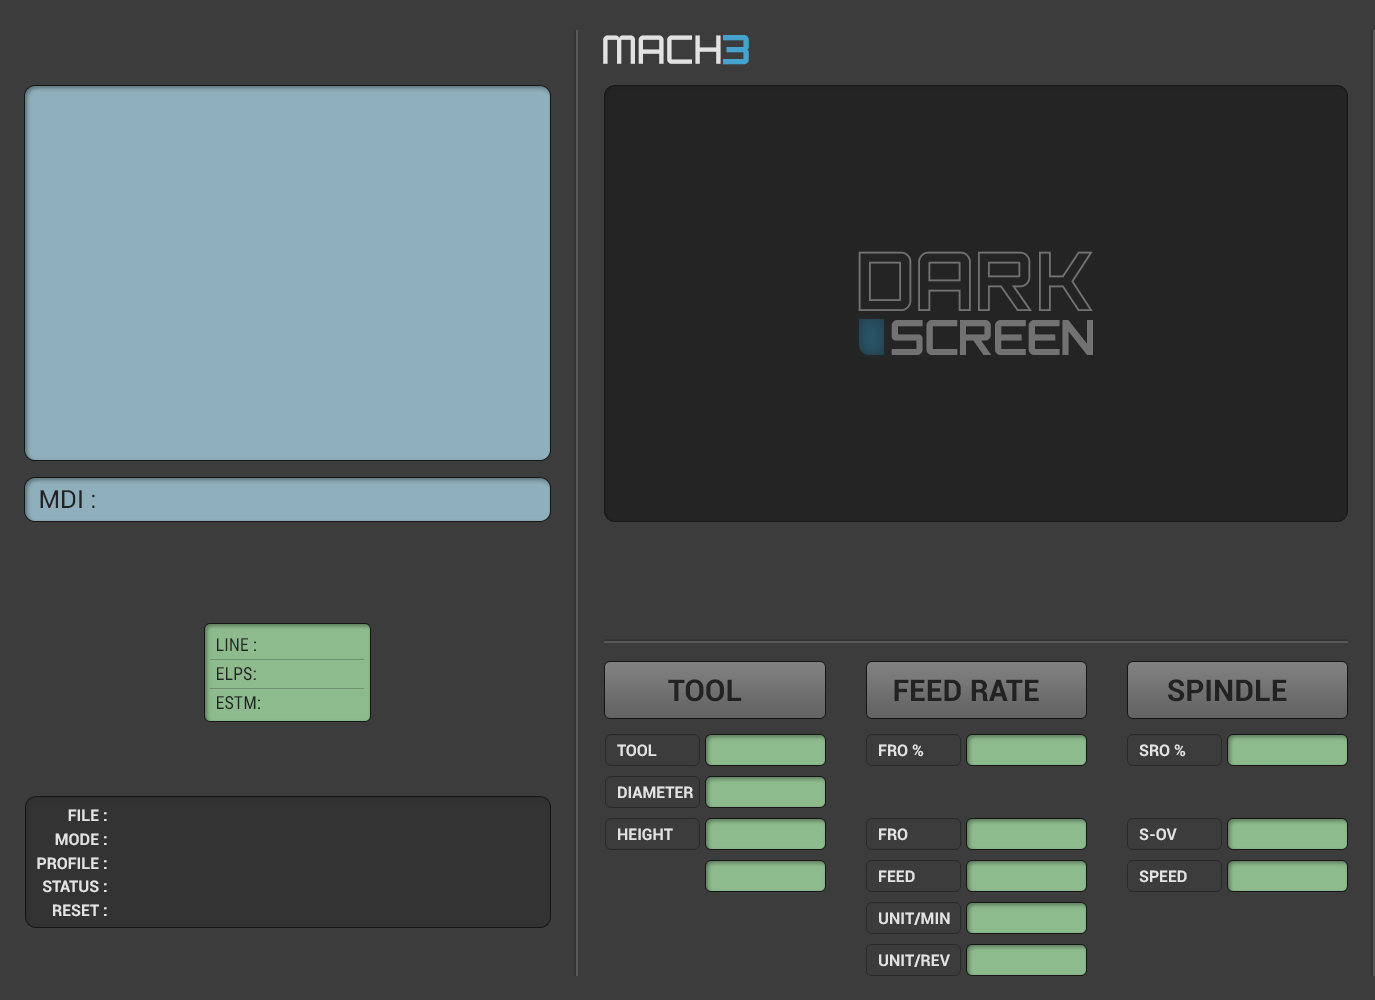 MACH3
DARK
SCREEN
MDI :
LINE :
ELPS:
ESTM:
FILE :
MODE :
PROFILE :
STATUS :
RESET :
TOOL
TOOL
DIAMETER
HEIGHT
FEED RATE
FRO %
FRO
FEED
UNIT/MIN
UNIT/REV
SPINDLE
SRO %
S-OV
SPEED